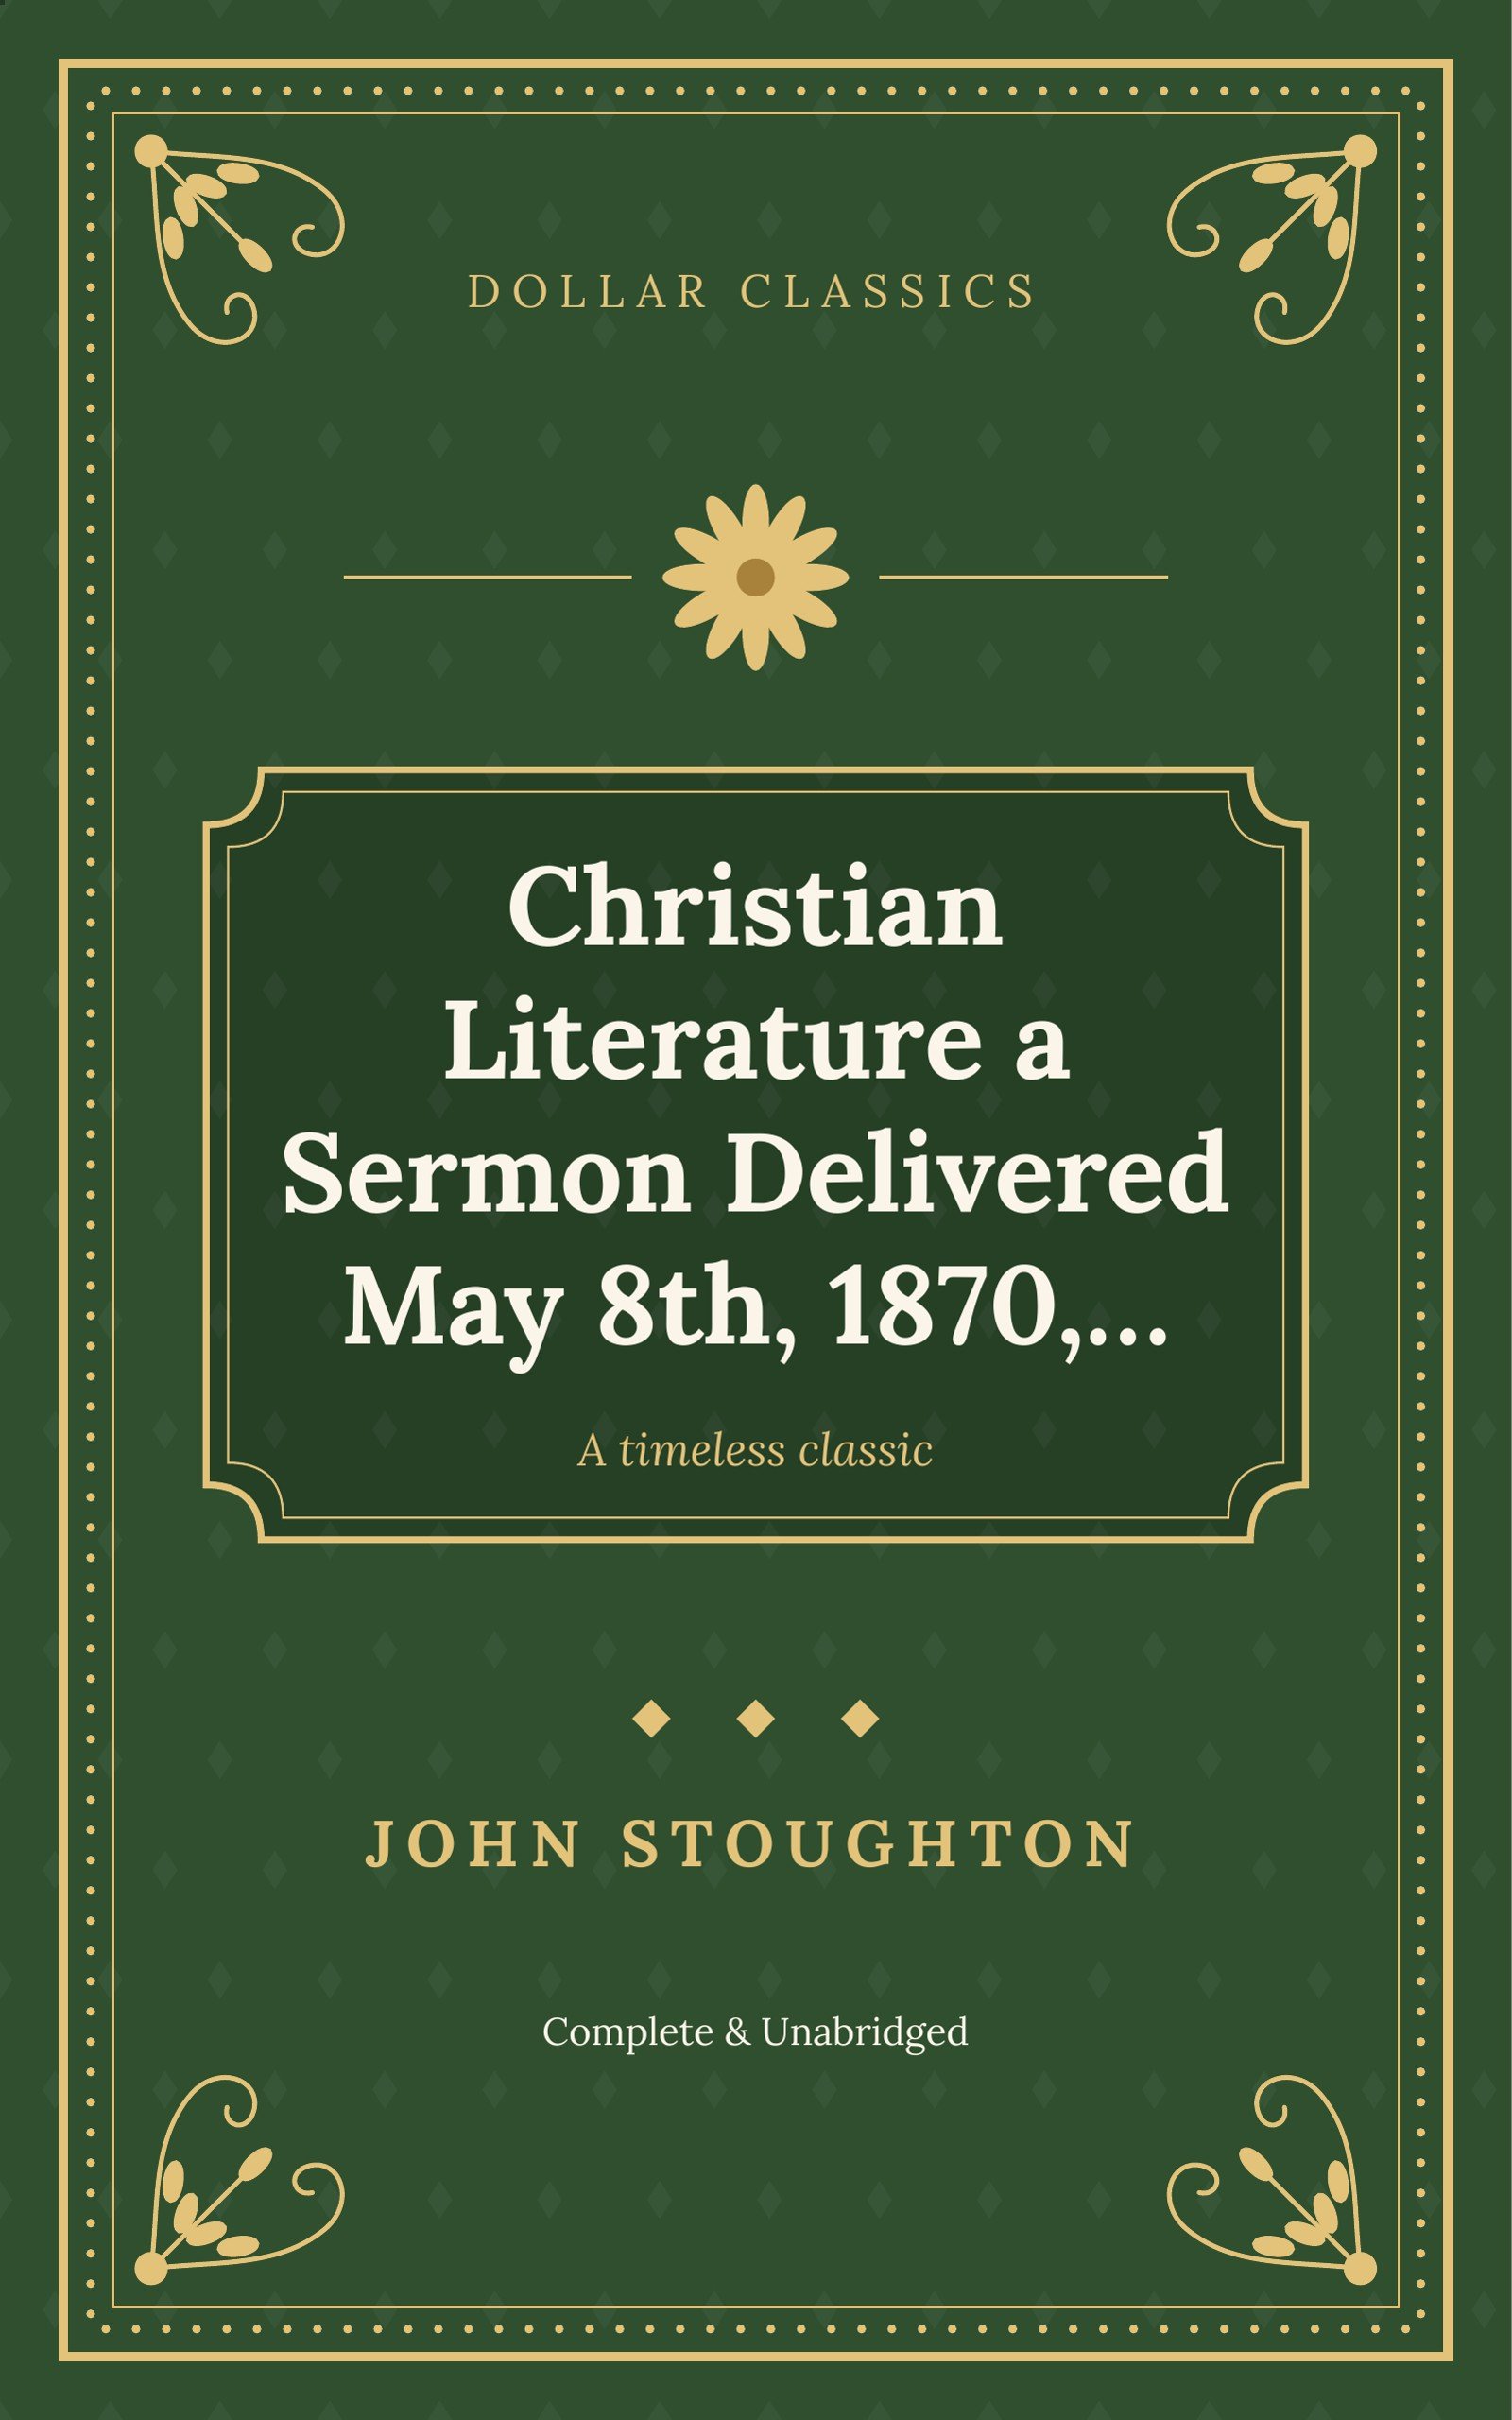 DOLLAR CLASSICS
Christian
Literature a
Sermon Delivered
May 8th, 1870,...
A timeless classic
JOHN STOUGHTON
Complete & Unabridged